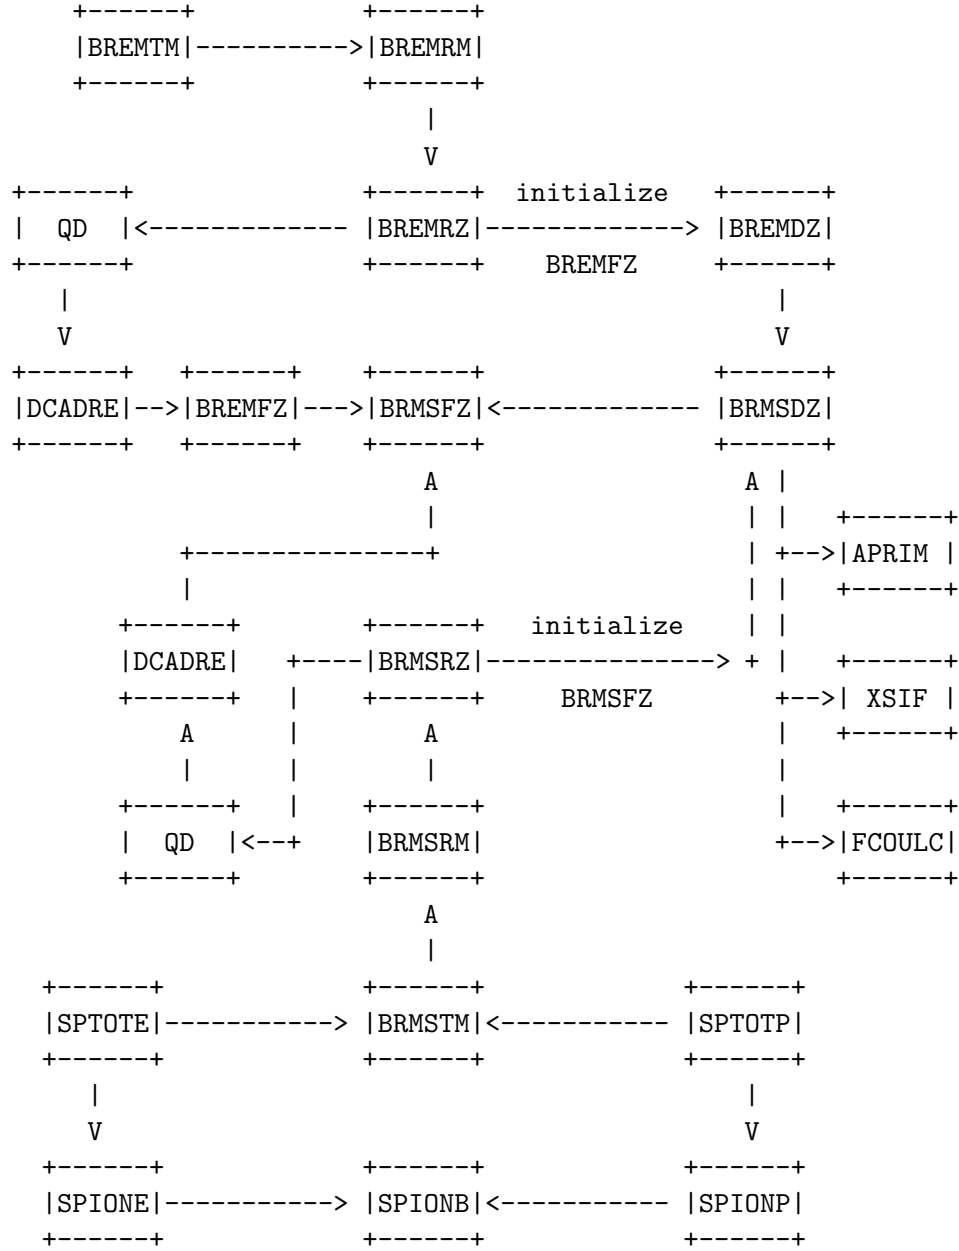 BREMTM BREMRM
initialize
QD BREMRZ BREMDZ
BREMFZ
DCADRE BREMFZ BRMSFZ BRMSDZ
APRIM
initialize
DCADRE BRMSRZ XSIF
BRMSFZ
QD BRMSRM FCOULC
SPTOTE BRMSTM SPTOTP
SPIONE SPIONB SPIONP